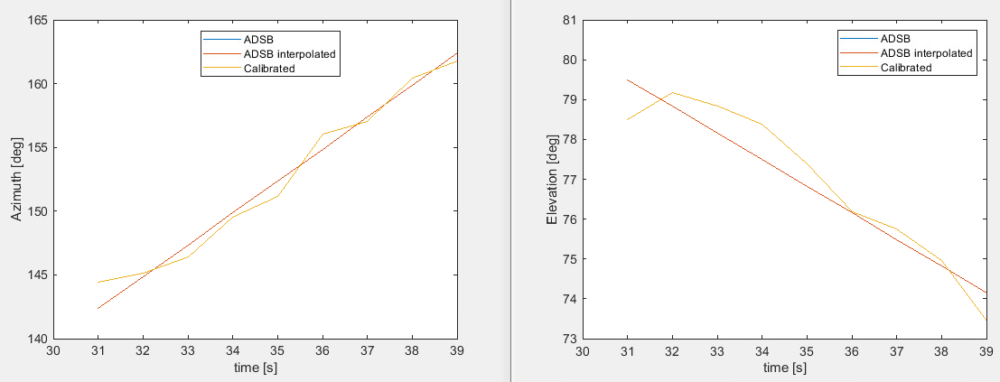 165
160
155
150
145
140
Azimuth [deg]
30 31 32 33 34 35 36 37 38 39
time [s]
ADSB
ADSB interpolated
Calibrated
81
80
79
78
77
76
75
74
73
Elevation [deg]
30 31 32 33 34 35 36 37 38 39
time [s]
ADSB
ADSB interpolated
Calibrated